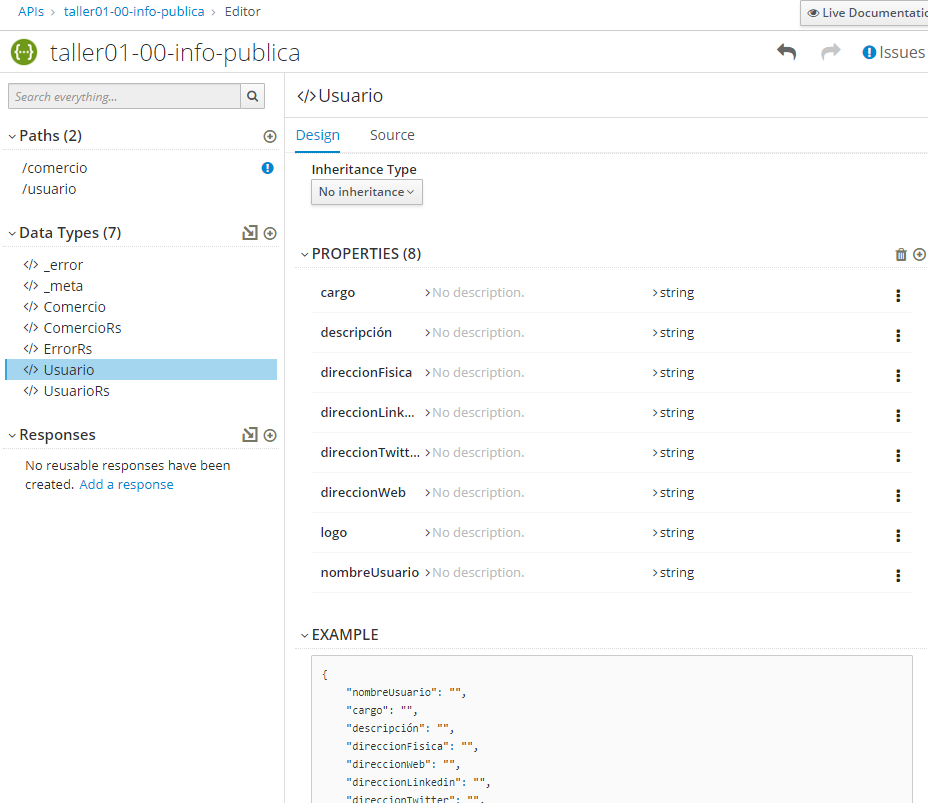 APIs › taller01-00-info-publica › Editor
Live Documentatio
taller01-00-info-publica
Issues
Search everything...
Paths (2)
/comercio
/usuario
Data Types (7)
</> _error
</> _meta
</> Comercio
</> ComercioRs
</> ErrorRs
</> Usuario
</> UsuarioRs
Responses
No reusable responses have been
created. Add a response
</>Usuario
Design Source
Inheritance Type
No inheritance
PROPERTIES (8)
cargo No description. string
descripción No description. string
direccionFisica No description. string
direccionLink... No description. string
direccionTwitt... No description. string
direccionWeb No description. string
logo No description. string
nombreUsuario No description. string
EXAMPLE
{
"nombreUsuario": "",
"cargo": "",
"descripción": "",
"direccionFisica": "",
"direccionWeb": "",
"direccionLinkedin": "",
"direccionTwitter": "",